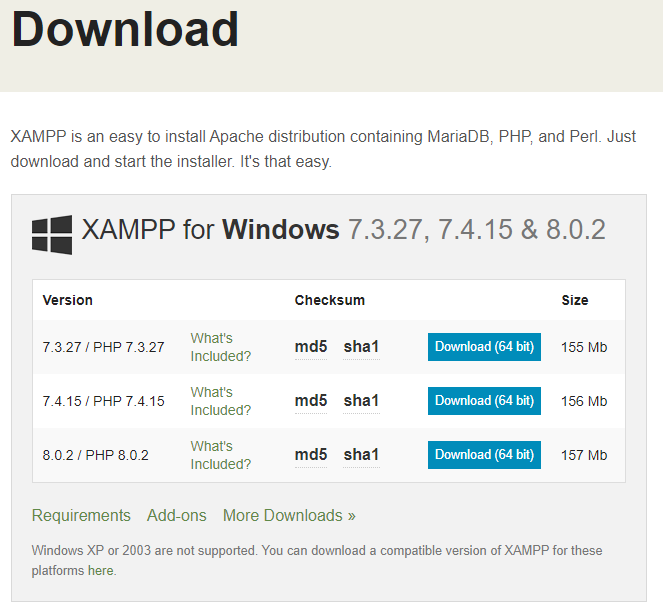 Download
XAMPP is an easy to install Apache distribution containing MariaDB, PHP, and Perl. Just
download and start the installer. It's that easy.
XAMPP for Windows 7.3.27, 7.4.15 & 8.0.2
Version Checksum Size
7.3.27 / PHP 7.3.27 What's Included? md5 sha1 Download (64 bit) 155 Mb
7.4.15 / PHP 7.4.15 What's Included? md5 sha1 Download (64 bit) 156 Mb
8.0.2 / PHP 8.0.2 What's Included? md5 sha1 Download (64 bit) 157 Mb
Requirements Add-ons More Downloads »
Windows XP or 2003 are not supported. You can download a compatible version of XAMPP for these
platforms here.